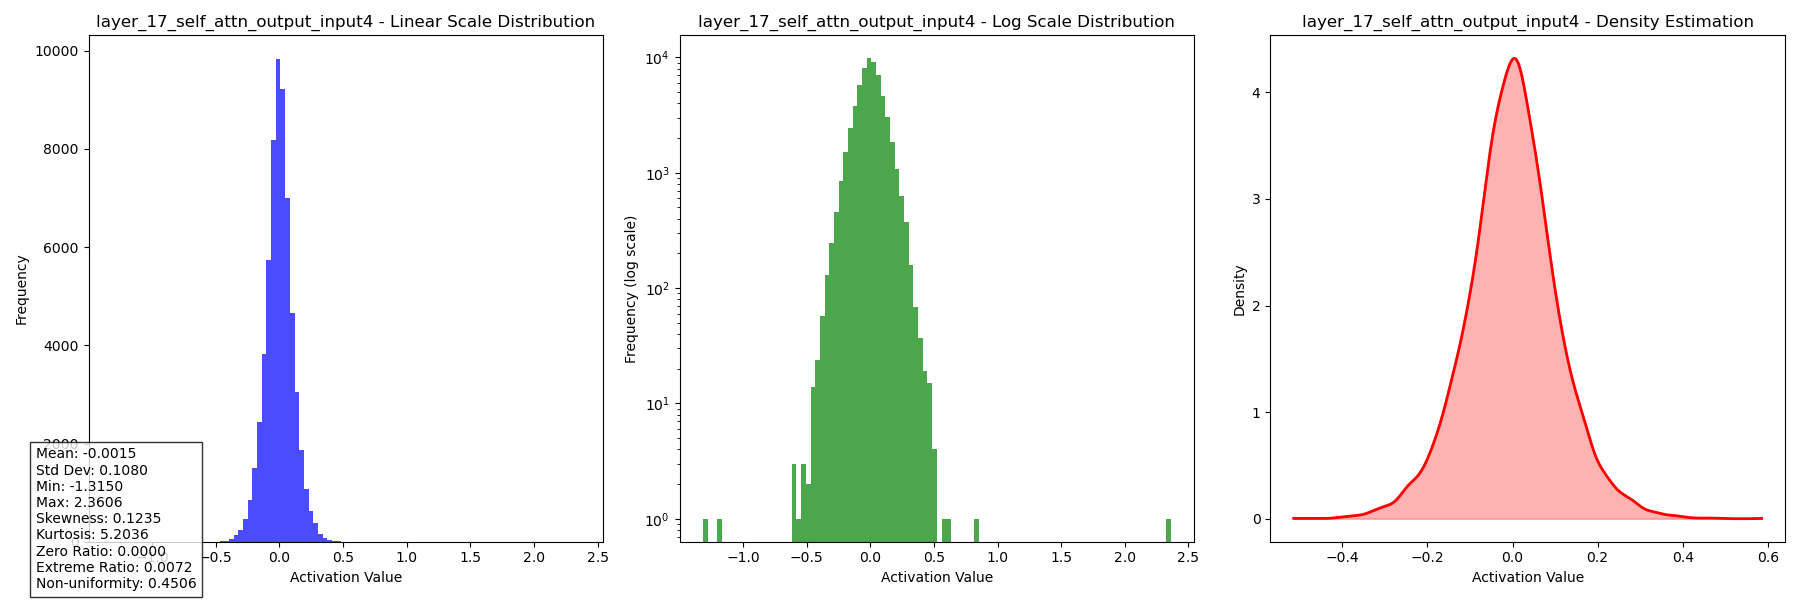 layer_17_self_attn_output_input4 - Linear Scale Distribution
10000
8000
6000
4000
2000
0
Frequency
−0.5
0.0
0.5
1.0
1.5
2.0
2.5
Activation Value
Mean: -0.0015
Std Dev: 0.1080
Min: -1.3150
Max: 2.3606
Skewness: 0.1235
Kurtosis: 5.2036
Zero Ratio: 0.0000
Extreme Ratio: 0.0072
Non-uniformity: 0.4506
layer_17_self_attn_output_input4 - Log Scale Distribution
10⁴
10³
10²
10¹
10⁰
Frequency (log scale)
−1.0
−0.5
0.0
0.5
1.0
1.5
2.0
2.5
Activation Value
layer_17_self_attn_output_input4 - Density Estimation
4
3
2
1
0
Density
−0.4
−0.2
0.0
0.2
0.4
0.6
Activation Value